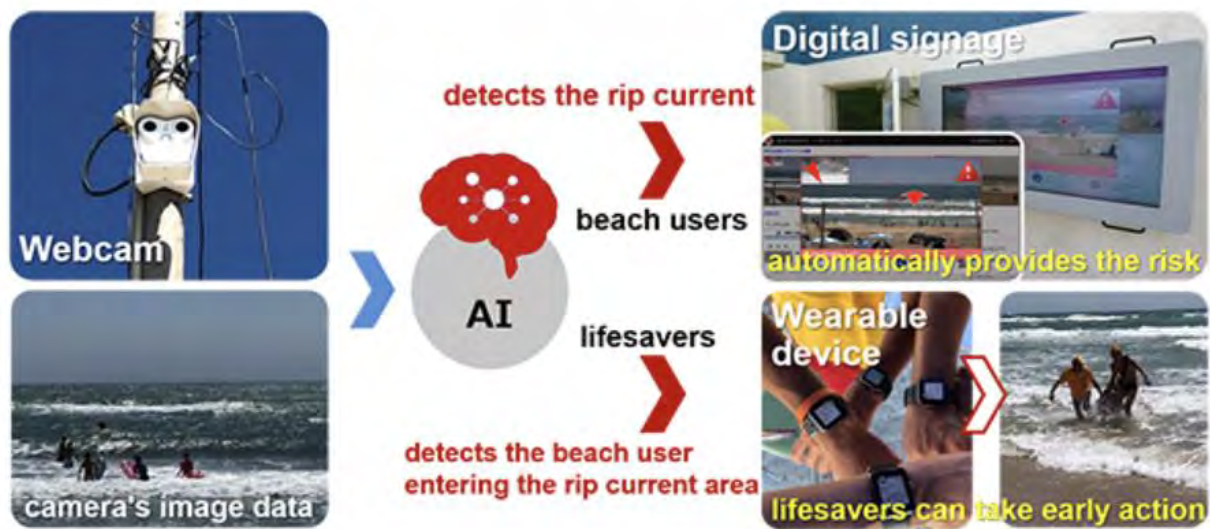 Webcam
camera's image data
AI
detects the rip current
beach users
lifesavers
detects the beach user
entering the rip current area
Digital signage
automatically provides the risk
Wearable
device
lifesavers can take early action